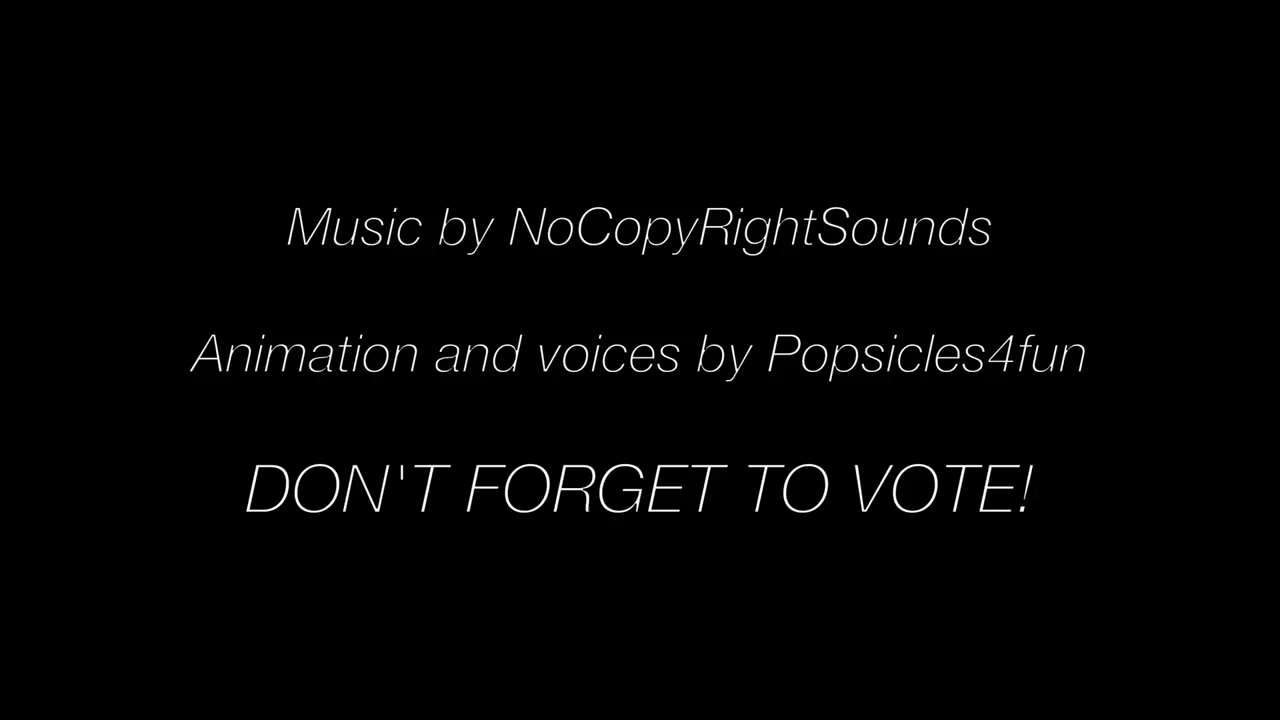 Music by NoCopyRightSounds
Animation and voices by Popsicles4fun
DON'T FORGET TO VOTE!